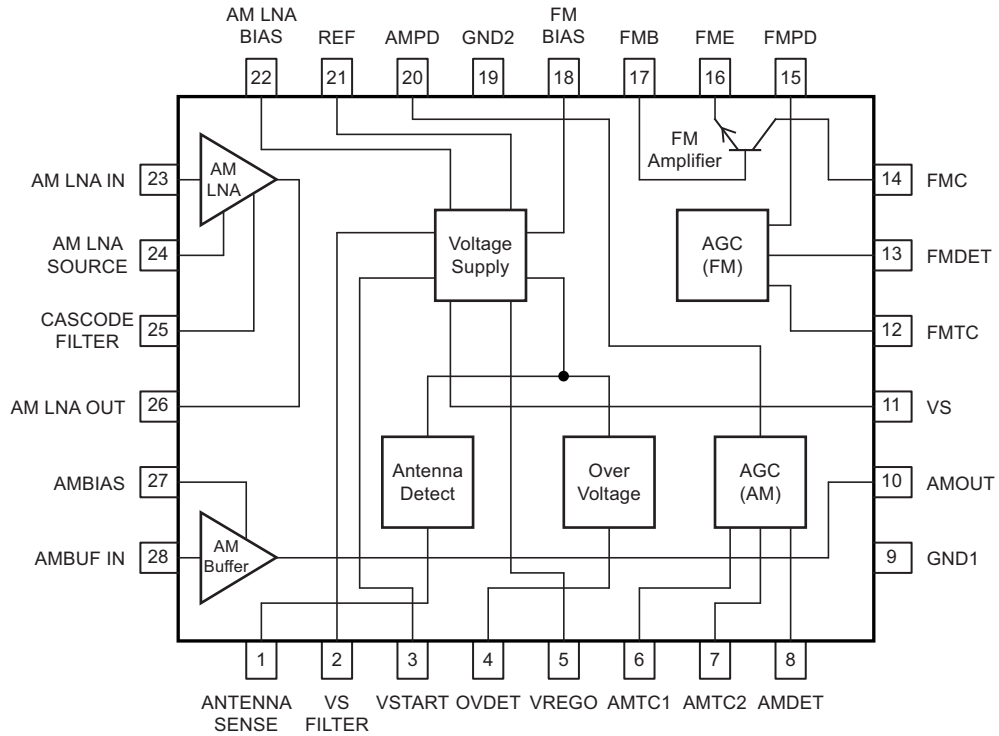 AM LNA
BIAS
REF
AMPD
GND2
FM
BIAS
FMB
FME
FMPD
22
21
20
19
18
17
16
15
AM LNA IN
23
AM
LNA
FM
Amplifier
14
FMC
AM LNA
SOURCE
24
Voltage
Supply
AGC
(FM)
13
FMDET
CASCODE
FILTER
25
12
FMTC
AM LNA OUT
26
11
VS
AMBIAS
27
Antenna
Detect
Over
Voltage
AGC
(AM)
10
AMOUT
AMBUF IN
28
AM
Buffer
9
GND1
1
2
3
4
5
6
7
8
ANTENNA
SENSE
VS
FILTER
VSTART
OVDET
VREGO
AMTC1
AMTC2
AMDET